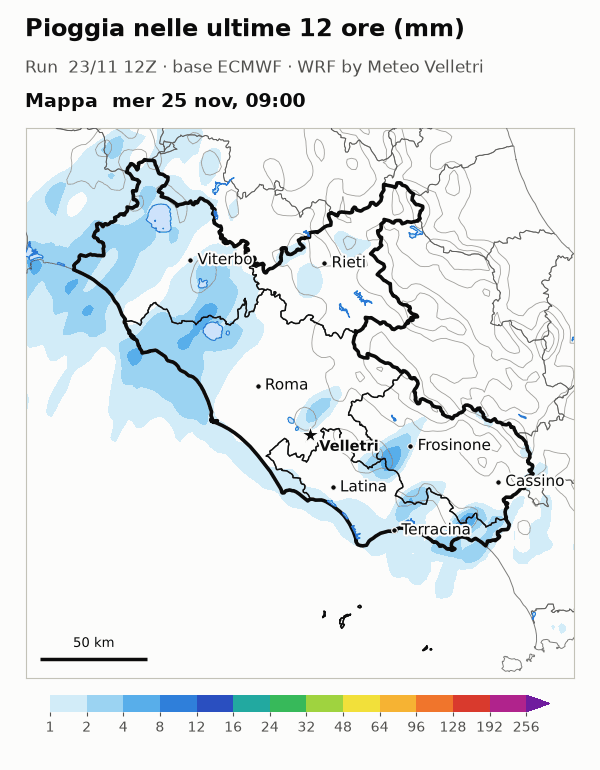 Pioggia nelle ultime 12 ore (mm)
Run  23/11 12Z · base ECMWF · WRF by Meteo Velletri
Mappa  mer 25 nov, 09:00
Viterbo
Rieti
Roma
Velletri
Frosinone
Latina
Cassino
Terracina
50 km
1 2 4 8 12 16 24 32 48 64 96 128 192 256